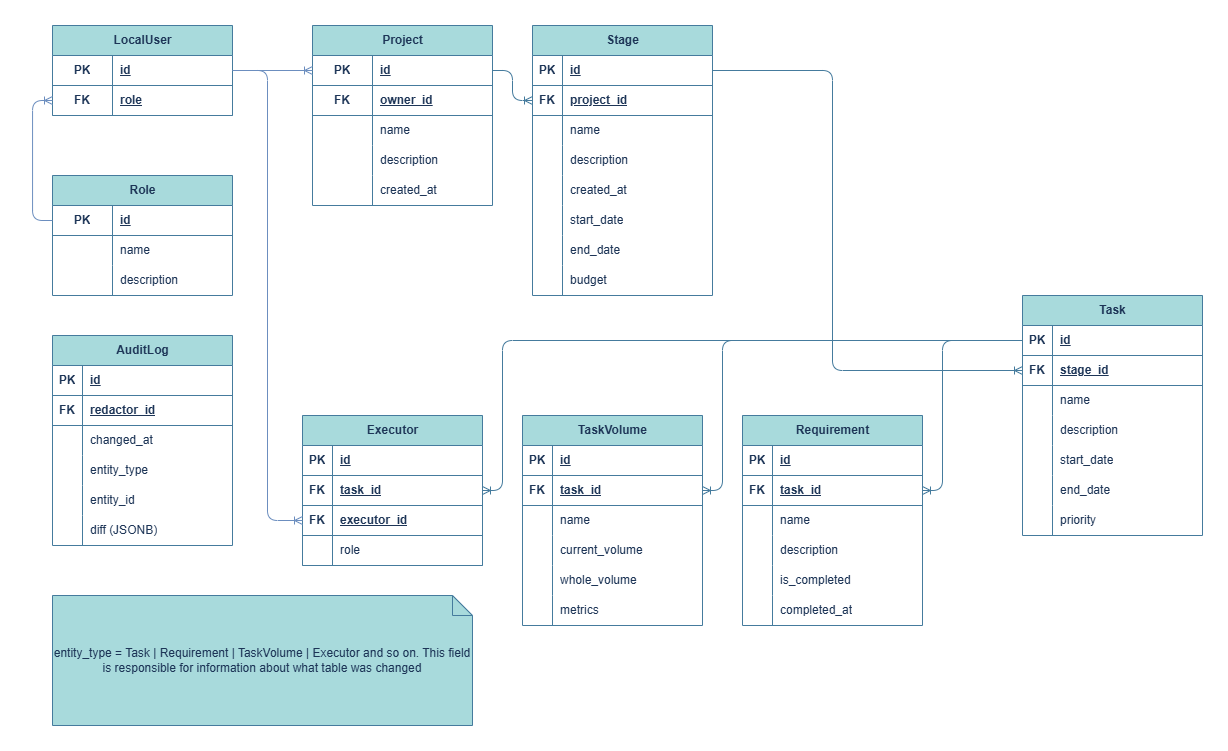 LocalUser
PK id
FK role
Project
PK id
FK owner_id
name
description
created_at
Stage
PK id
FK project_id
name
description
created_at
start_date
end_date
budget
Role
PK id
name
description
Task
PK id
FK stage_id
name
description
start_date
end_date
priority
AuditLog
PK id
FK redactor_id
changed_at
entity_type
entity_id
diff (JSONB)
Executor
PK id
FK task_id
FK executor_id
role
TaskVolume
PK id
FK task_id
name
current_volume
whole_volume
metrics
Requirement
PK id
FK task_id
name
description
is_completed
completed_at
entity_type = Task | Requirement | TaskVolume | Executor and so on. This field
is responsible for information about what table was changed